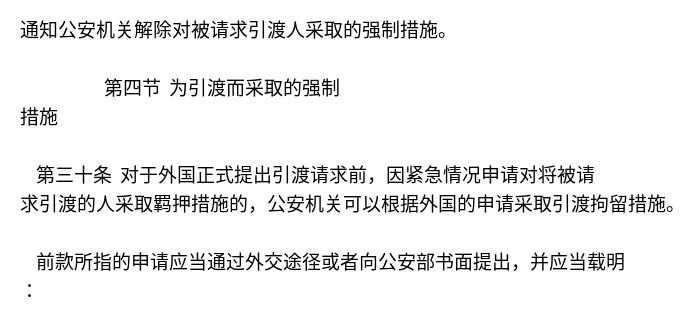 通知公安机关解除对被请求引渡人采取的强制措施。
第四节 为引渡而采取的强制
措施
第三十条 对于外国正式提出引渡请求前，因紧急情况申请对将被请
求引渡的人采取羁押措施的，公安机关可以根据外国的申请采取引渡拘留措施。
前款所指的申请应当通过外交途径或者向公安部书面提出，并应当载明
：